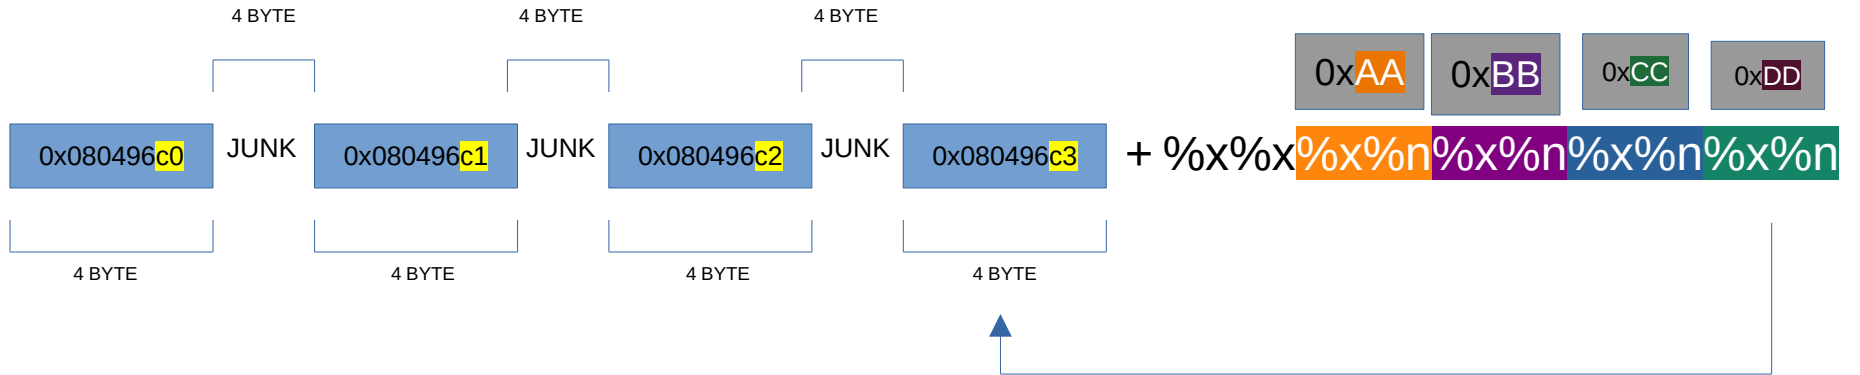 4 BYTE 4 BYTE 4 BYTE
0xAA 0xBB 0xCC 0xDD
0x080496c0 JUNK 0x080496c1 JUNK 0x080496c2 JUNK 0x080496c3 + %x%x%x%n%x%n%x%n%x%n
4 BYTE 4 BYTE 4 BYTE 4 BYTE